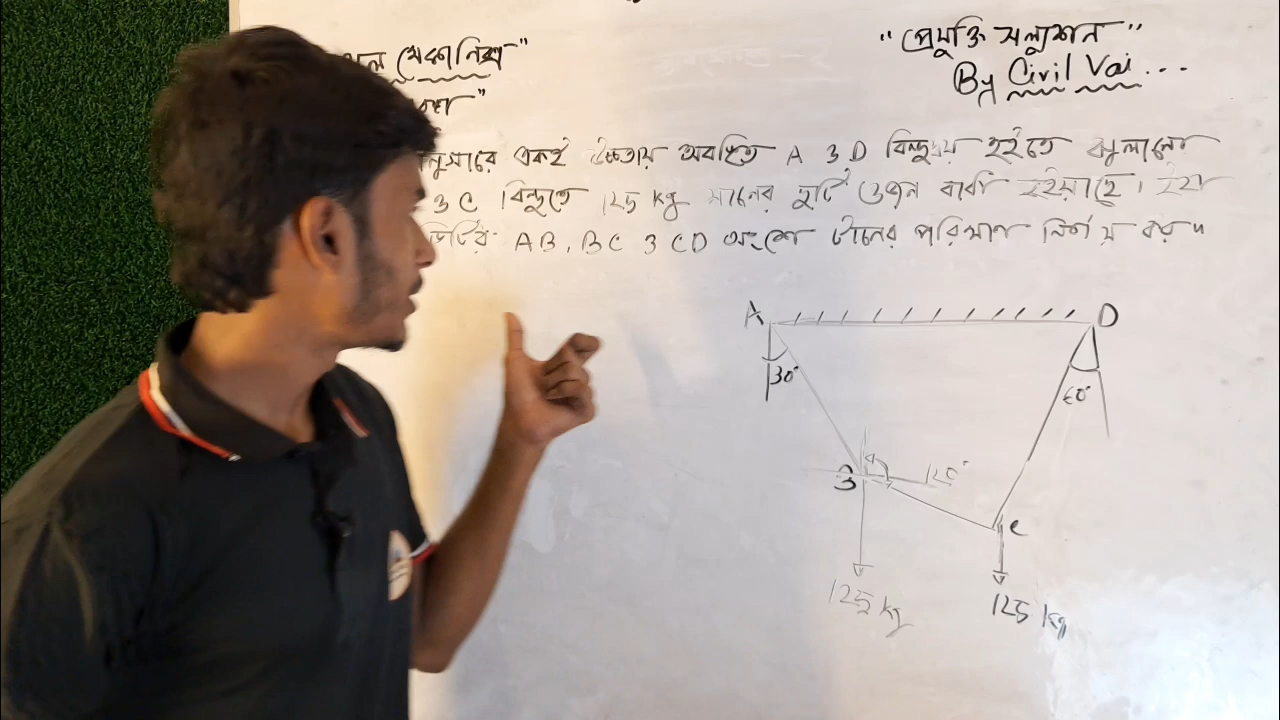 মেকানিক্স"
"প্রযুক্তি সল্যুশন"
By Civil Vai ...
একই উচ্চতায় অবস্থিত A ও D বিন্দুদ্বয় হইতে ঝুলানো
ও C বিন্দুতে 125 kg মানের দুটি ওজন বাধা হইয়াছে। ইহা
AB, BC ও CD অংশে টানের পরিমাণ নির্ণয় কর"
A D
30° 60°
B 120°
C
125 kg 125 kg